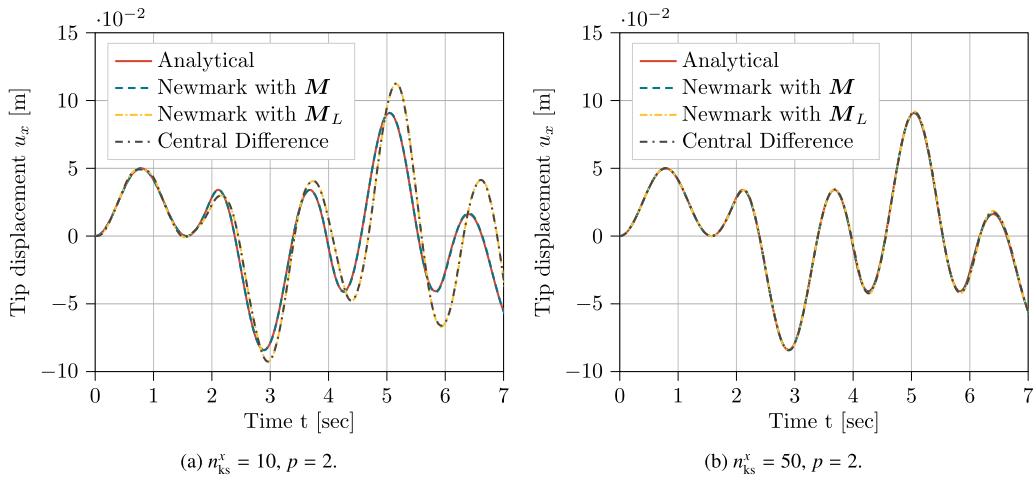 ·10⁻²
15
10
5
0
−5
−10
Tip displacement uₓ [m]
Analytical
Newmark with M
Newmark with M_L
Central Difference
0 1 2 3 4 5 6 7
Time t [sec]
(a) n_ks^x = 10, p = 2.
·10⁻²
15
10
5
0
−5
−10
Tip displacement uₓ [m]
Analytical
Newmark with M
Newmark with M_L
Central Difference
0 1 2 3 4 5 6 7
Time t [sec]
(b) n_ks^x = 50, p = 2.